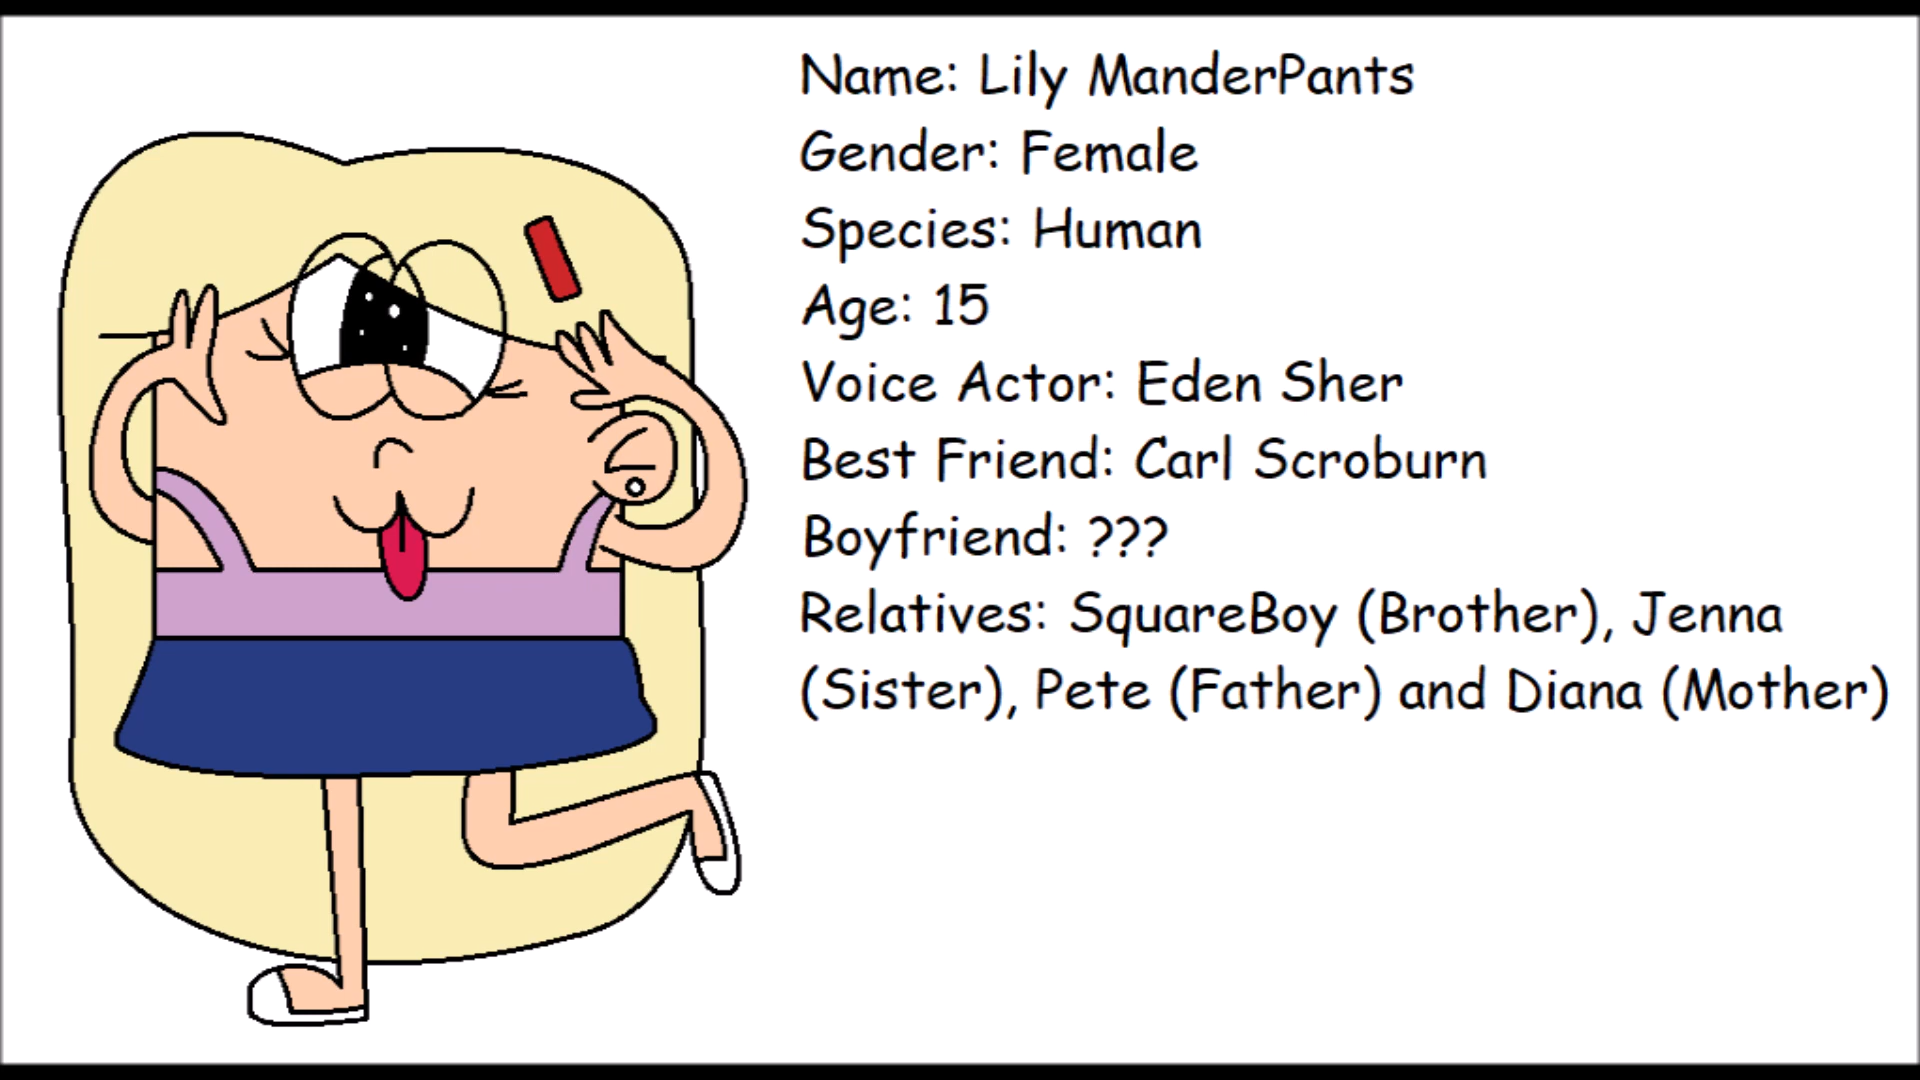 Name: Lily ManderPants
Gender: Female
Species: Human
Age: 15
Voice Actor: Eden Sher
Best Friend: Carl Scroburn
Boyfriend: ???
Relatives: SquareBoy (Brother), Jenna
(Sister), Pete (Father) and Diana (Mother)